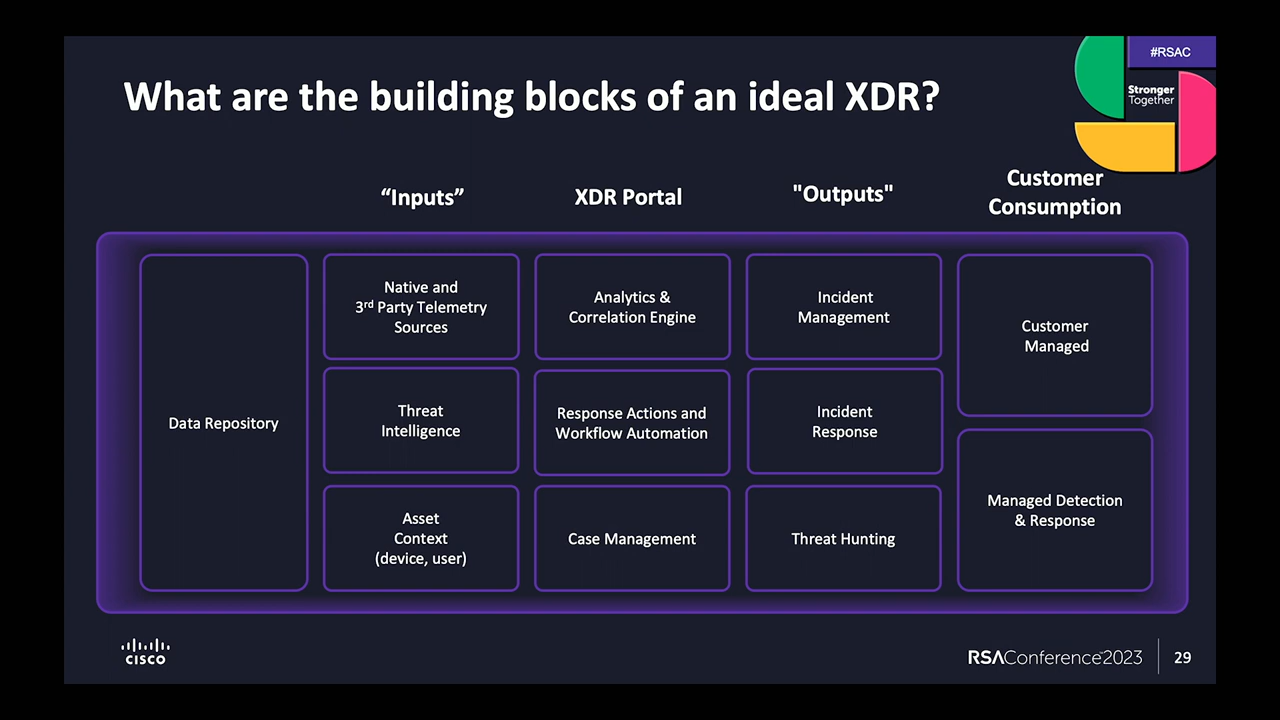 #RSAC
Stronger
Together
What are the building blocks of an ideal XDR?
“Inputs”
XDR Portal
"Outputs"
Customer
Consumption
Data Repository
Native and
3rd Party Telemetry
Sources
Threat
Intelligence
Asset
Context
(device, user)
Analytics &
Correlation Engine
Response Actions and
Workflow Automation
Case Management
Incident
Management
Incident
Response
Threat Hunting
Customer
Managed
Managed Detection
& Response
CISCO
RSAConference™2023
29